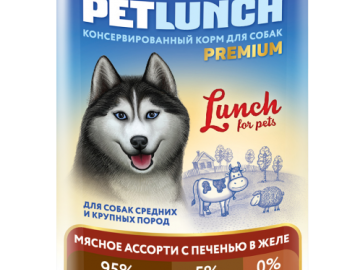 PETLUNCH
КОНСЕРВИРОВАННЫЙ КОРМ ДЛЯ СОБАК
PREMIUM
Lunch
for pets
ДЛЯ СОБАК СРЕДНИХ
И КРУПНЫХ ПОРОД
МЯСНОЕ АССОРТИ С ПЕЧЕНЬЮ В ЖЕЛЕ
95% 5% 0%